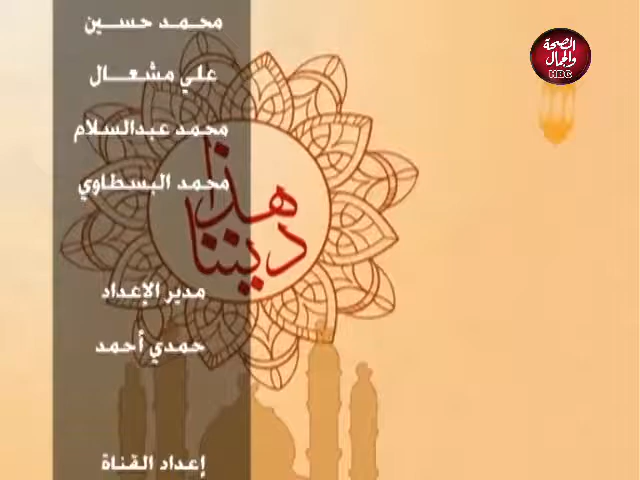 محمد حسين
علي مشعال
محمد عبدالسلام
محمد البسطاوي
مدير الإعداد
حمدي أحمد
إعداد القناة
هذا
ديننا
الصحة
والجمال
HBC